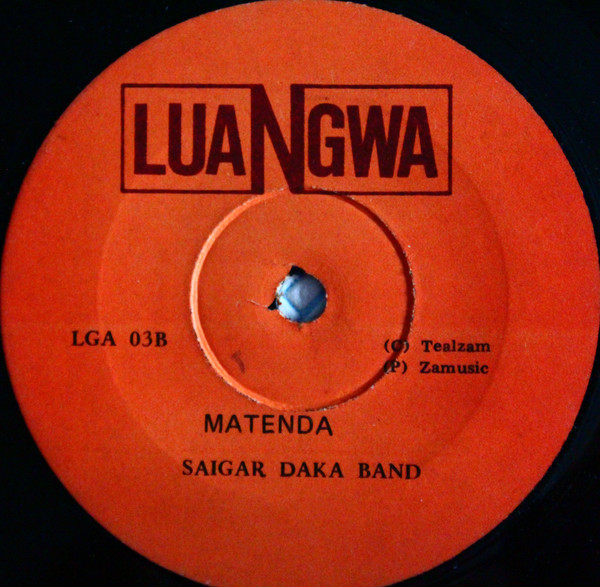 LUANGWA
LGA 03B
(C) Tealzam
(P) Zamusic
MATENDA
SAIGAR DAKA BAND